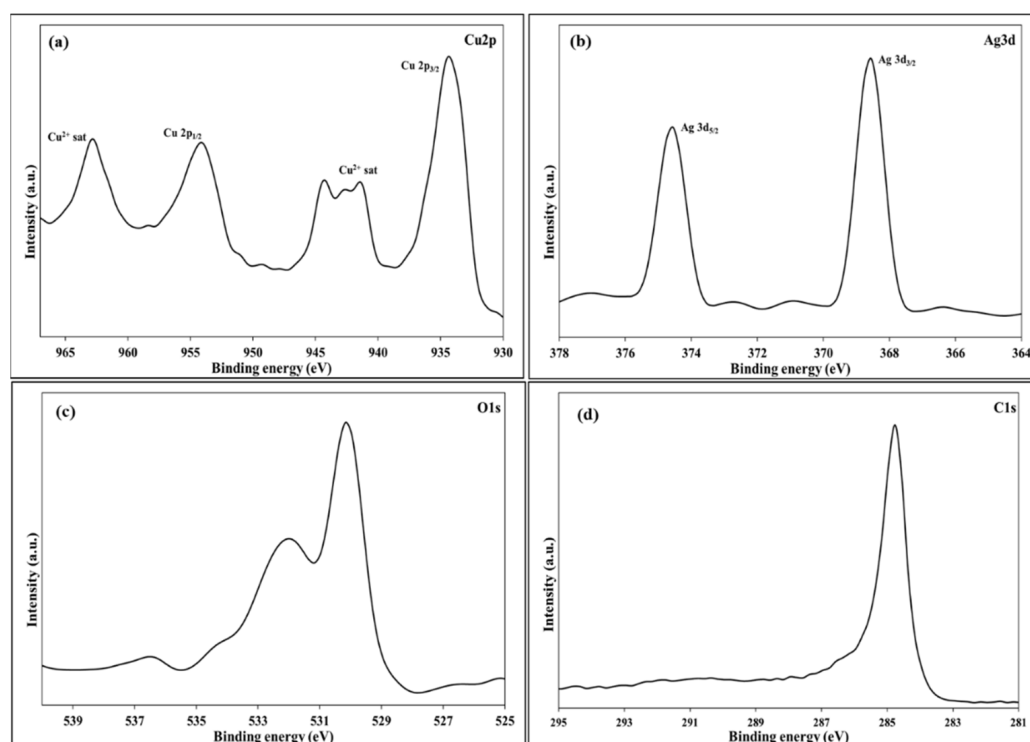 (a)
Cu2p
Cu 2p3/2
Cu²⁺ sat
Cu 2p1/2
Cu²⁺ sat
Intensity (a.u.)
965 960 955 950 945 940 935 930
Binding energy (eV)
(b)
Ag3d
Ag 3d3/2
Ag 3d5/2
Intensity (a.u.)
378 376 374 372 370 368 366 364
Binding energy (eV)
(c)
O1s
Intensity (a.u.)
539 537 535 533 531 529 527 525
Binding energy (eV)
(d)
C1s
Intensity (a.u.)
295 293 291 289 287 285 283 281
Binding energy (eV)